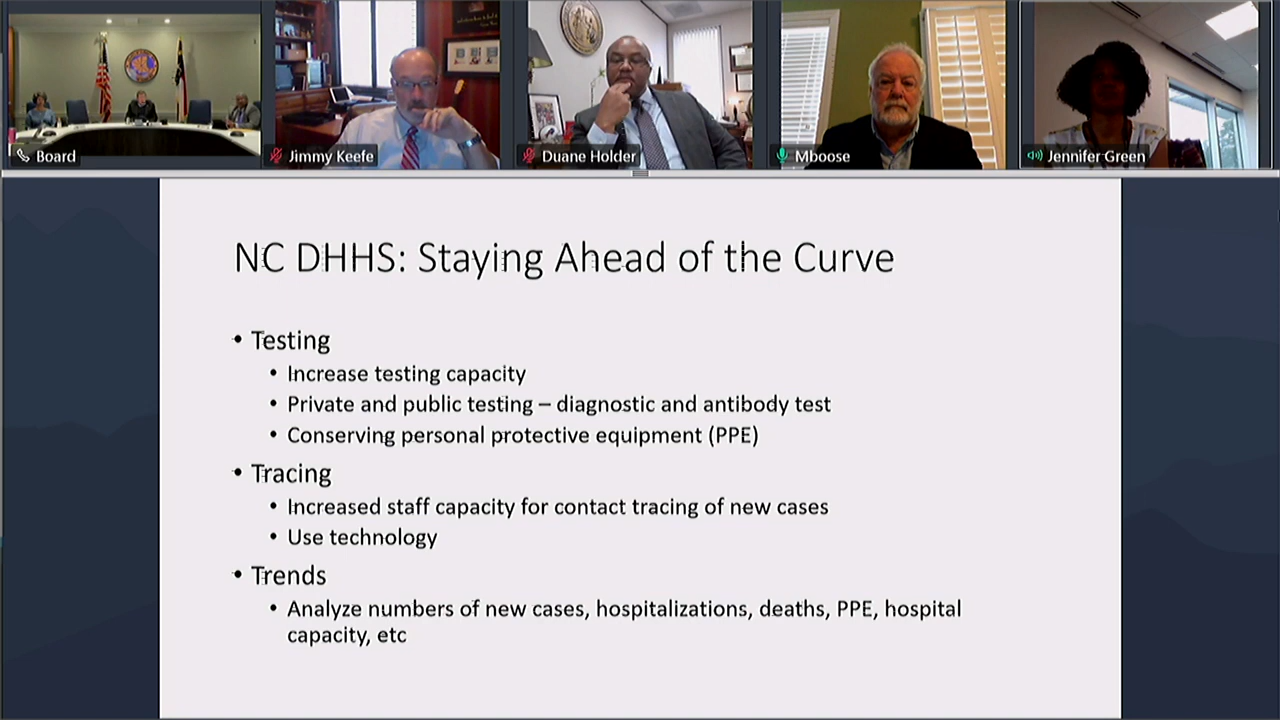 Board
Jimmy Keefe
Duane Holder
Mboose
Jennifer Green
NC DHHS: Staying Ahead of the Curve
• Testing
• Increase testing capacity
• Private and public testing – diagnostic and antibody test
• Conserving personal protective equipment (PPE)
• Tracing
• Increased staff capacity for contact tracing of new cases
• Use technology
• Trends
• Analyze numbers of new cases, hospitalizations, deaths, PPE, hospital
capacity, etc